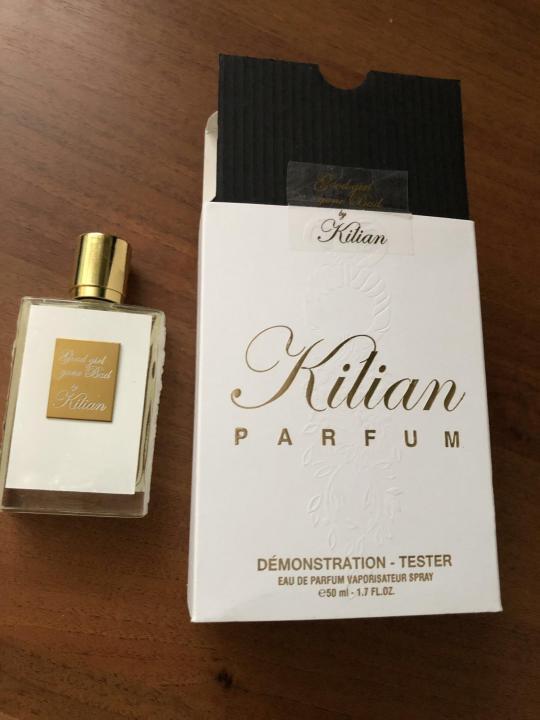 Good girl
gone Bad
by
Kilian
Good girl
gone Bad
by
Kilian
Kilian
PARFUM
DÉMONSTRATION - TESTER
EAU DE PARFUM VAPORISATEUR SPRAY
℮50 ml - 1.7 FL.OZ.